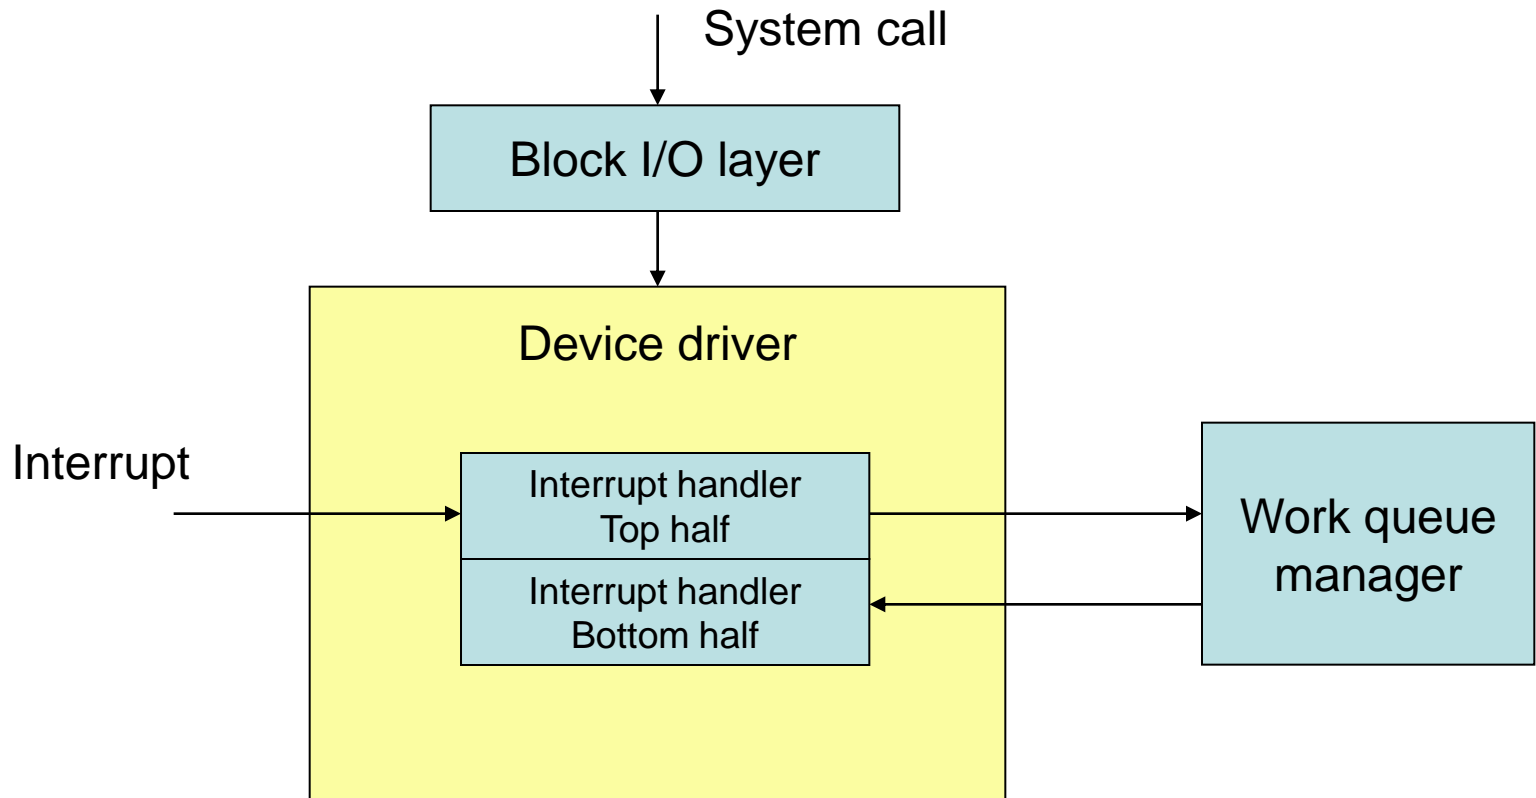 System call
Block I/O layer
Device driver
Interrupt
Interrupt handler
Top half
Interrupt handler
Bottom half
Work queue
manager